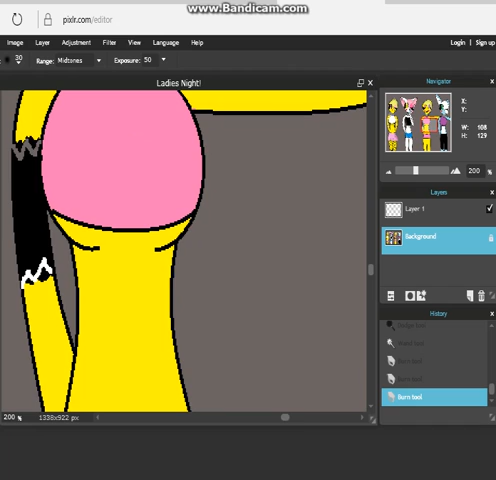 www.Bandicam.com
pixlr.com/editor
Image Layer Adjustment Filter View Language Help Login | Sign up
30 Range: Midtones Exposure: 50
Ladies Night!
Navigator
X:
Y:
W: 108
H: 129
200 %
Layers
Layer 1
Background
History
Burn tool
200 % 1338x922 px